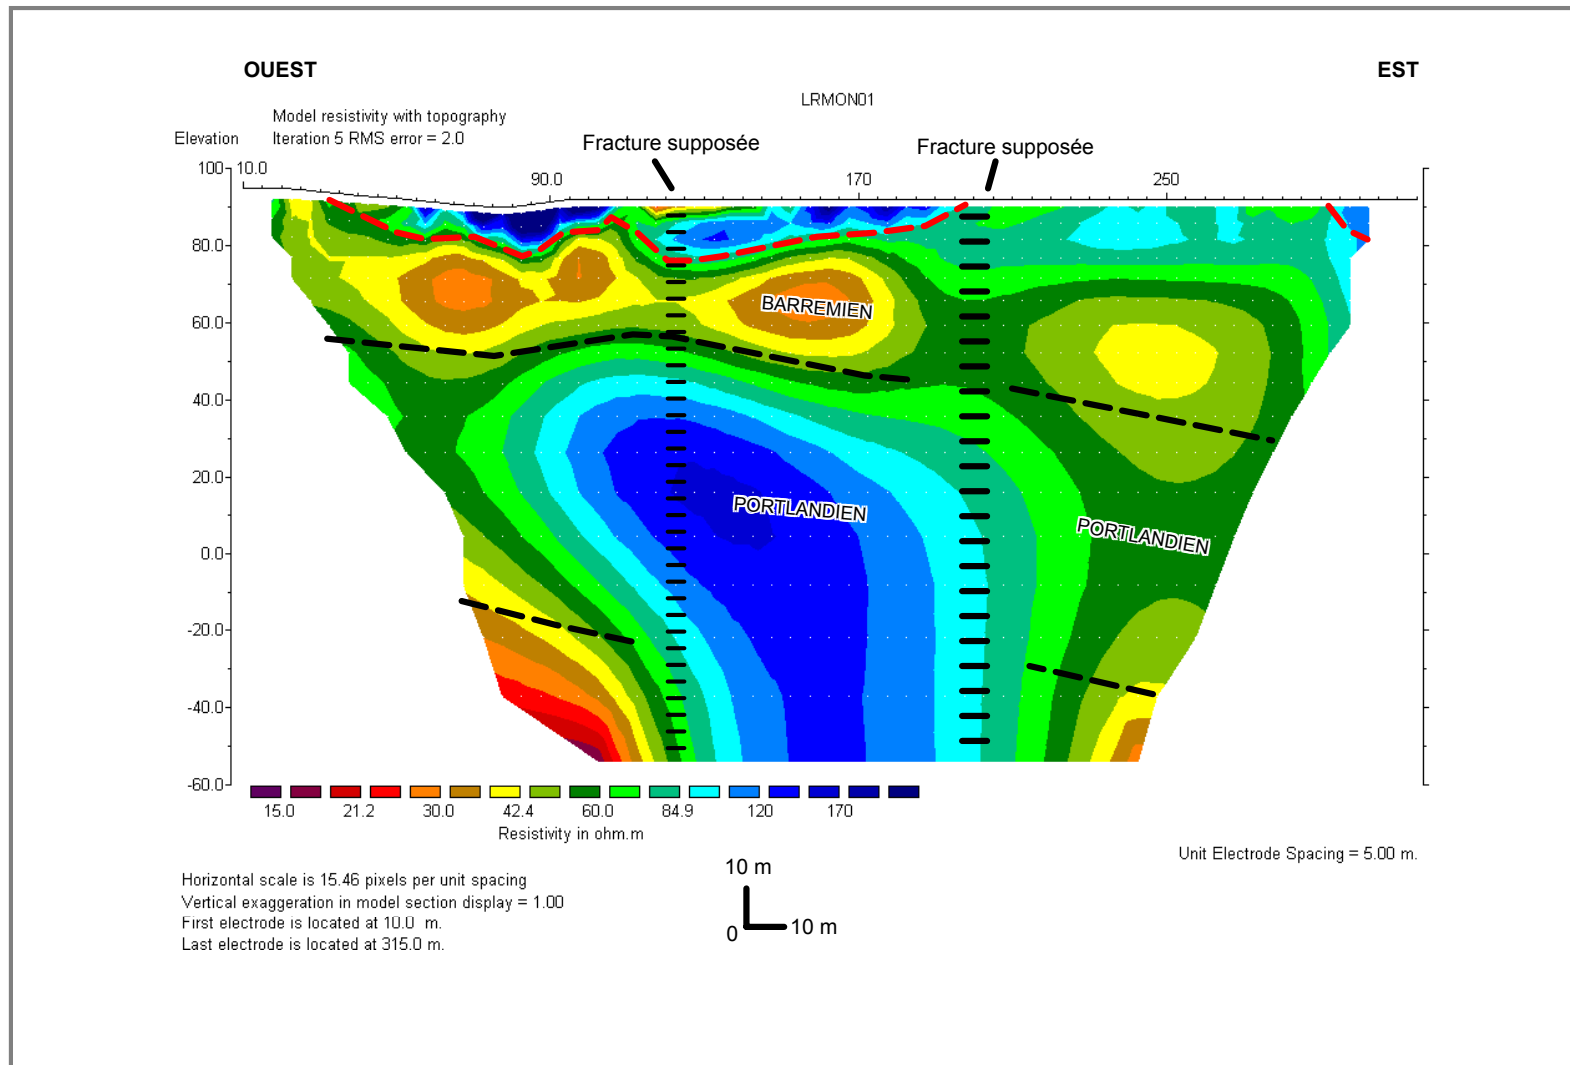 OUEST
EST
LRMON01
Model resistivity with topography
Elevation
Iteration 5 RMS error = 2.0
Fracture supposée
Fracture supposée
100
10.0
90.0
170
250
80.0
60.0
40.0
20.0
0.0
-20.0
-40.0
-60.0
BARREMIEN
PORTLANDIEN
PORTLANDIEN
15.0 21.2 30.0 42.4 60.0 84.9 120 170
Resistivity in ohm.m
Unit Electrode Spacing = 5.00 m.
Horizontal scale is 15.46 pixels per unit spacing
Vertical exaggeration in model section display = 1.00
First electrode is located at 10.0 m.
Last electrode is located at 315.0 m.
10 m
0
10 m